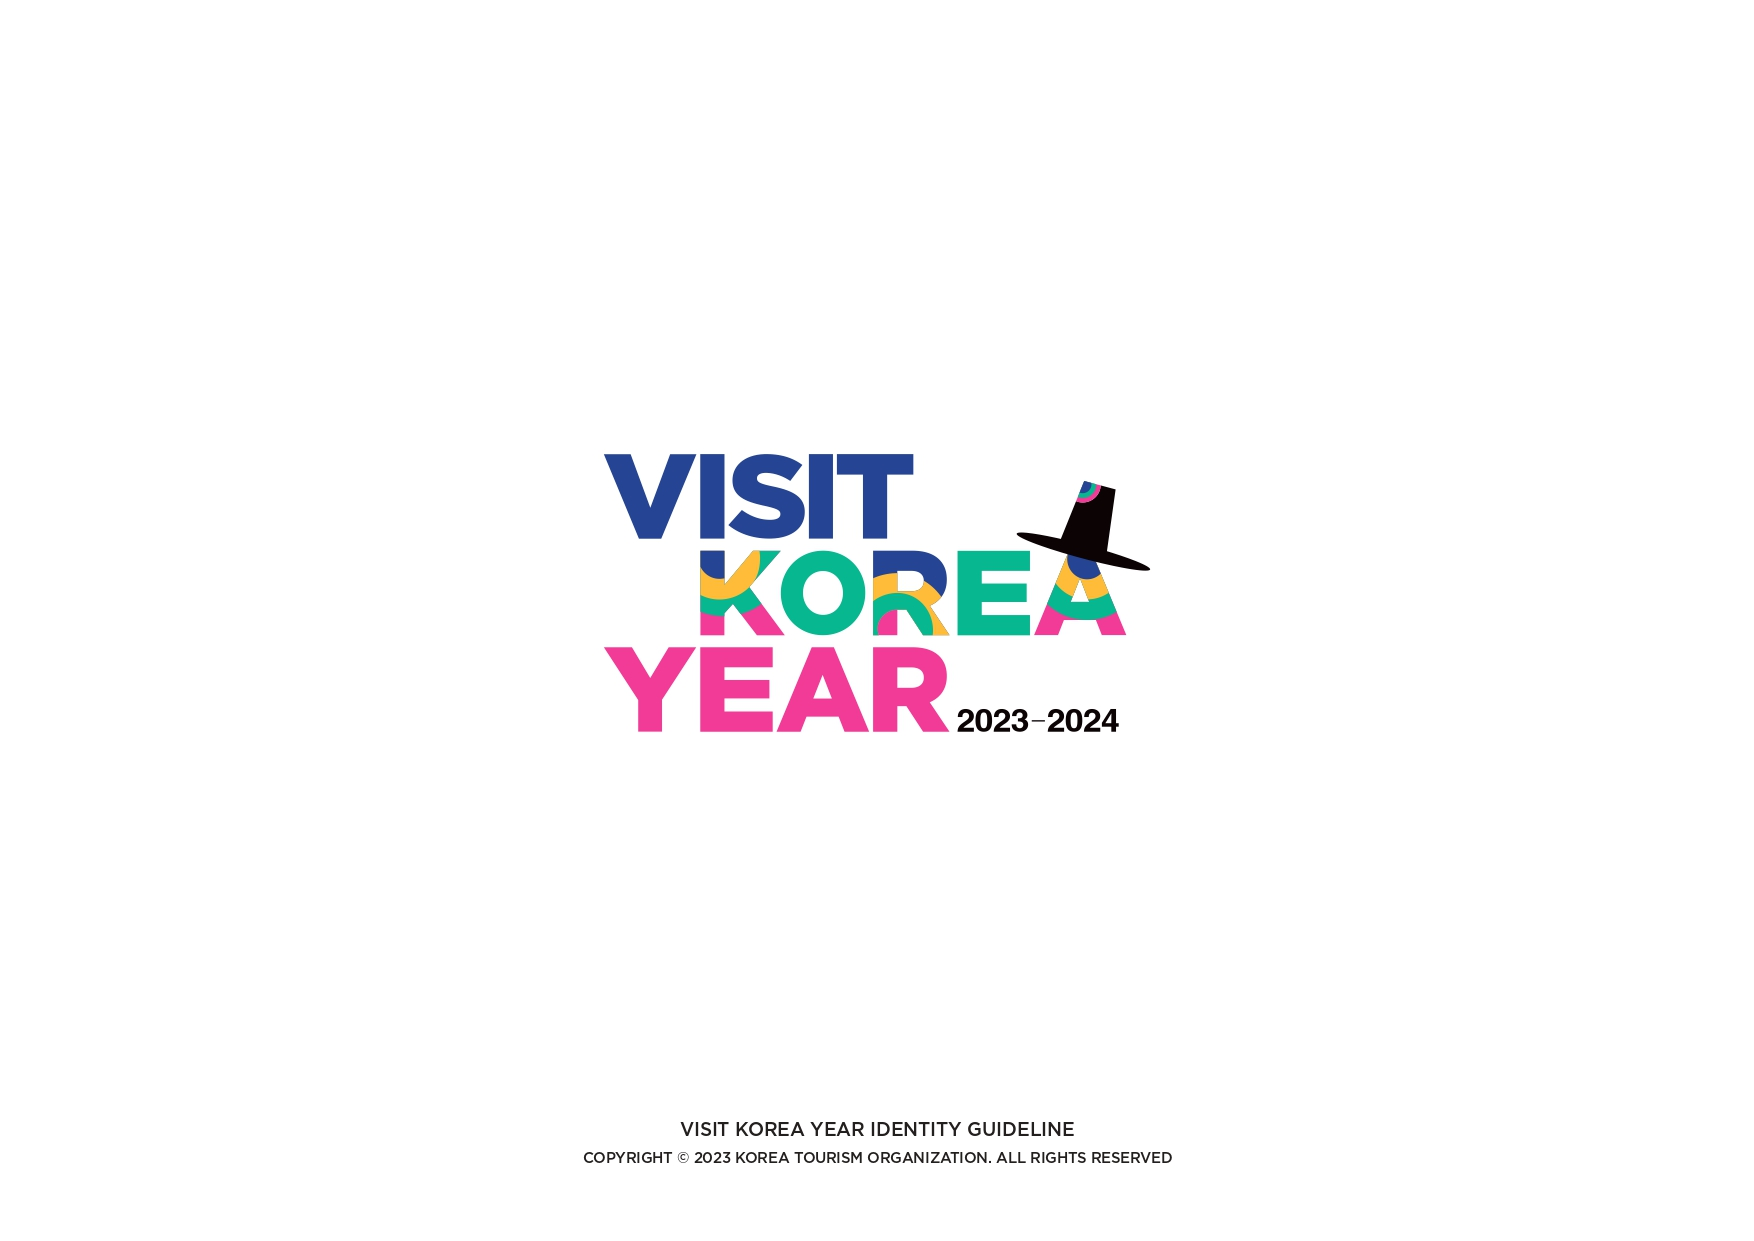 VISIT
KOREA
YEAR 2023–2024
VISIT KOREA YEAR IDENTITY GUIDELINE
COPYRIGHT © 2023 KOREA TOURISM ORGANIZATION. ALL RIGHTS RESERVED